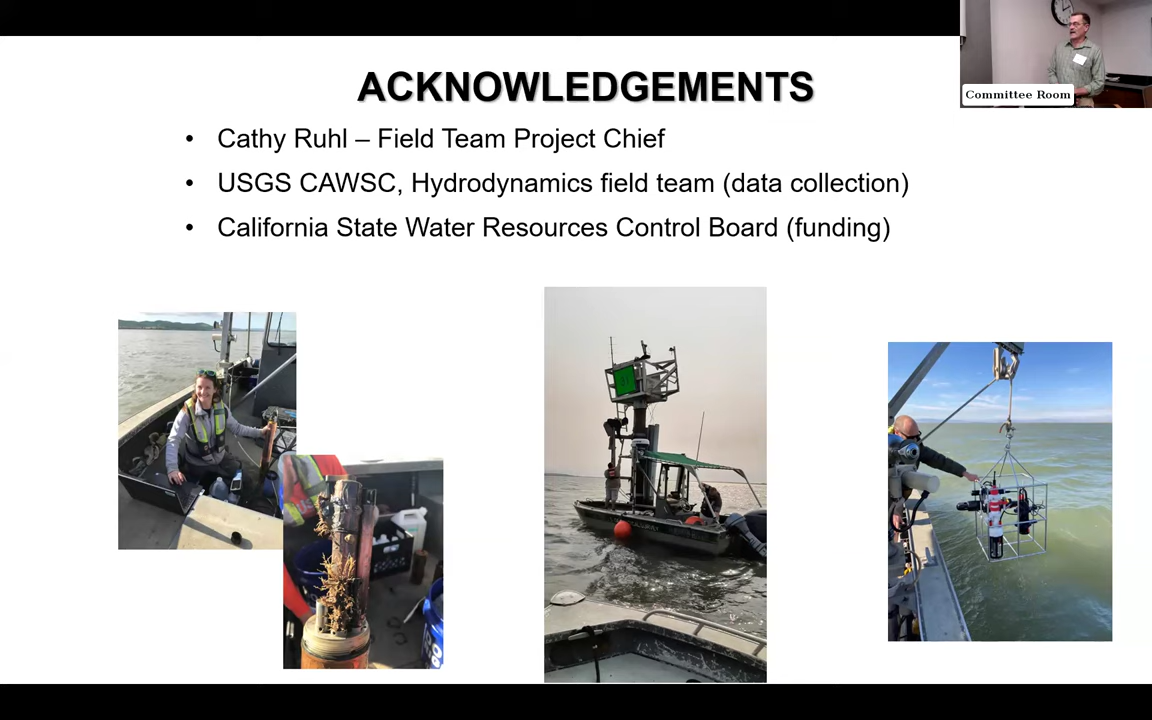 ACKNOWLEDGEMENTS
Committee Room
• Cathy Ruhl – Field Team Project Chief
• USGS CAWSC, Hydrodynamics field team (data collection)
• California State Water Resources Control Board (funding)